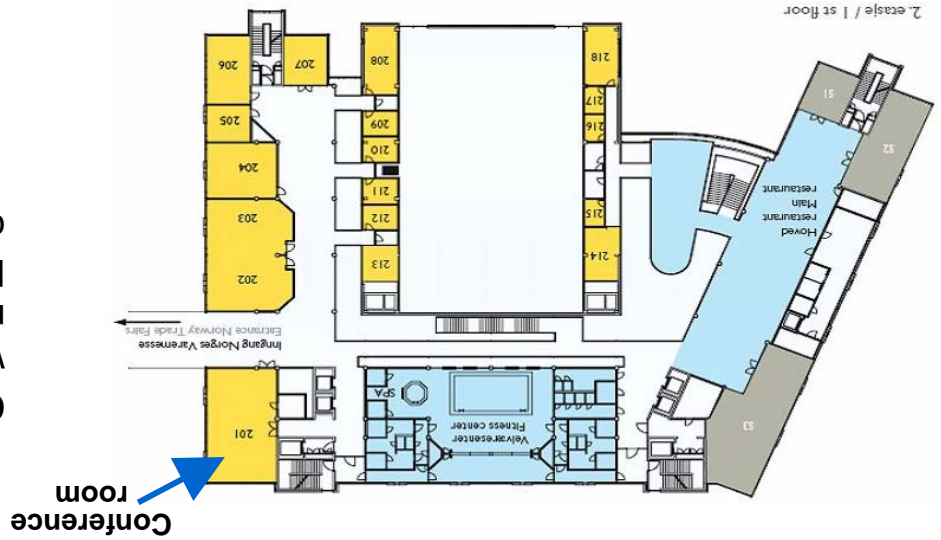 Conference
room
S3
Velværesenter
Fitness center
201
SPA
Inngang Norges Varemesse
Entrance Norway Trade Fairs
Hoved
restaurant
Main
restaurant
214
213
202
215
212
203
211
204
S2
210
216
209
205
S1
217
218
208
207
206
2. etasje / 1 st floor